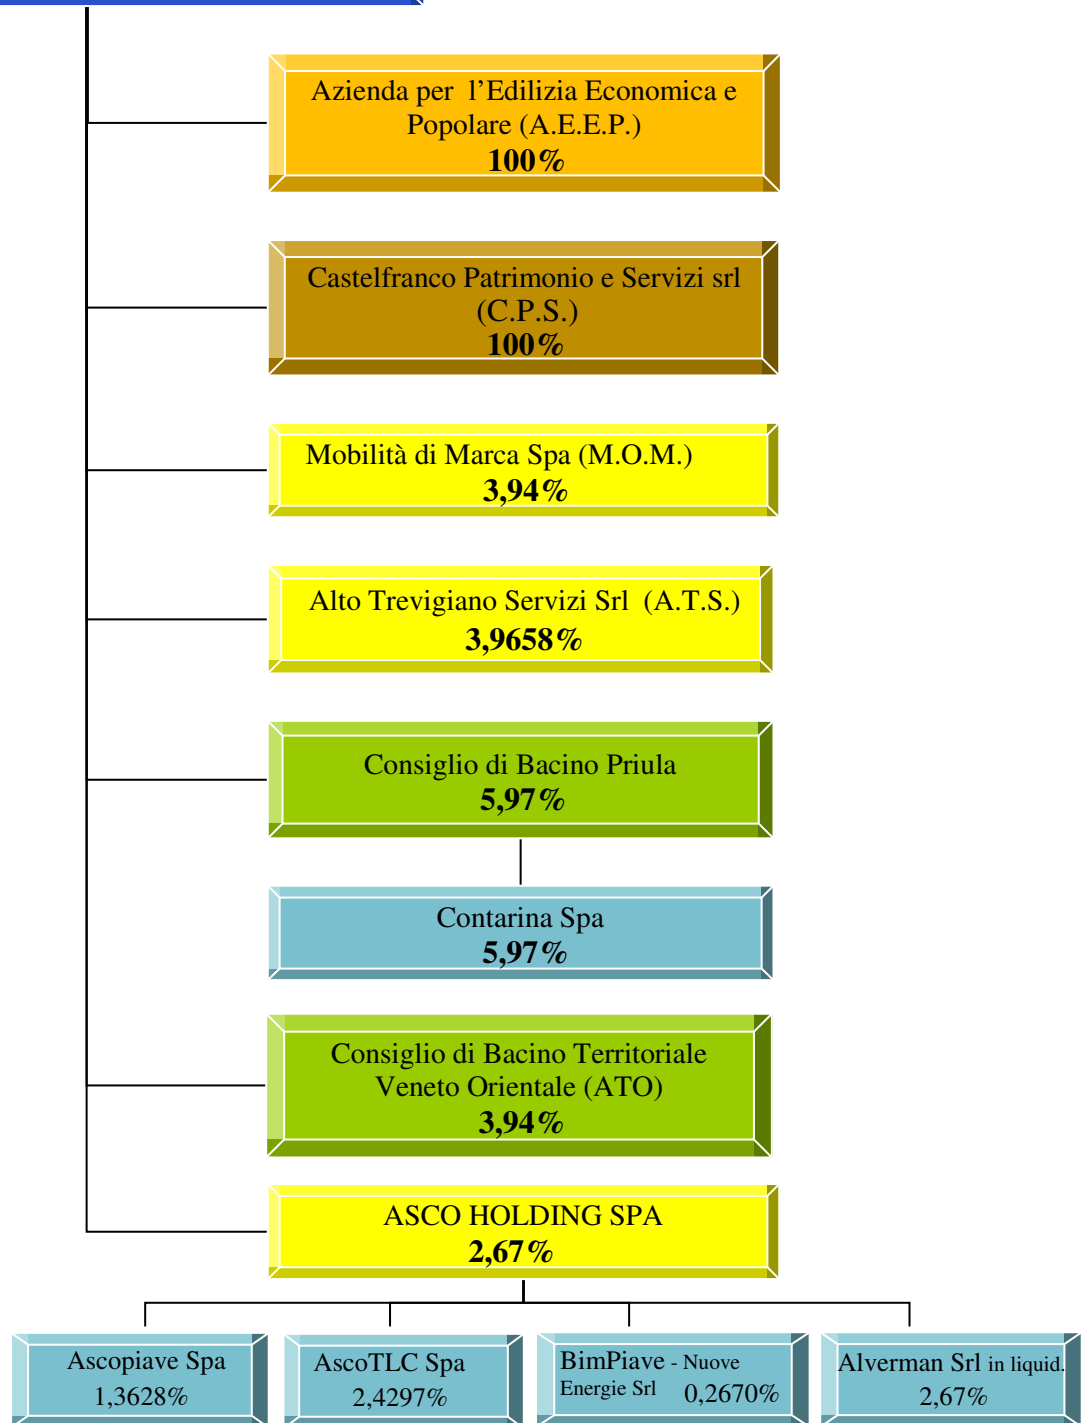 Azienda per l’Edilizia Economica e
Popolare (A.E.E.P.)
100%
Castelfranco Patrimonio e Servizi srl
(C.P.S.)
100%
Mobilità di Marca Spa (M.O.M.)
3,94%
Alto Trevigiano Servizi Srl (A.T.S.)
3,9658%
Consiglio di Bacino Priula
5,97%
Contarina Spa
5,97%
Consiglio di Bacino Territoriale
Veneto Orientale (ATO)
3,94%
ASCO HOLDING SPA
2,67%
Ascopiave Spa
1,3628%
AscoTLC Spa
2,4297%
BimPiave - Nuove
Energie Srl 0,2670%
Alverman Srl in liquid.
2,67%